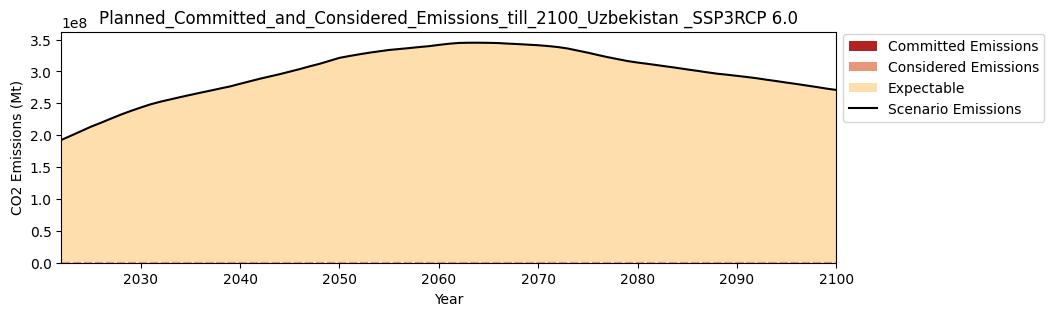 Planned_Committed_and_Considered_Emissions_till_2100_Uzbekistan _SSP3RCP 6.0
1e8
3.5
3.0
2.5
2.0
1.5
1.0
0.5
0.0
CO2 Emissions (Mt)
2030 2040 2050 2060 2070 2080 2090 2100
Year
Committed Emissions
Considered Emissions
Expectable
Scenario Emissions